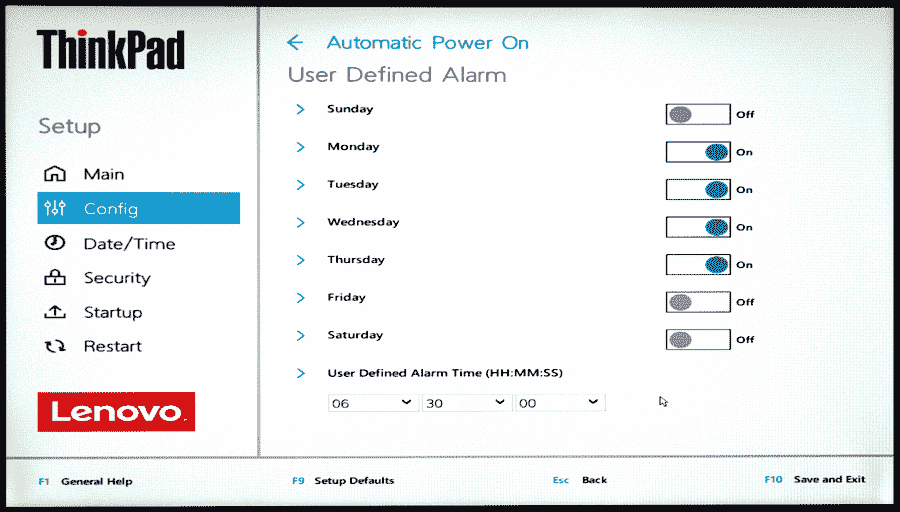 ThinkPad
Setup
Main
Config
Date/Time
Security
Startup
Restart
Lenovo.
Automatic Power On
User Defined Alarm
Sunday Off
Monday On
Tuesday On
Wednesday On
Thursday On
Friday Off
Saturday Off
User Defined Alarm Time (HH:MM:SS)
06 30 00
F1 General Help F9 Setup Defaults Esc Back F10 Save and Exit